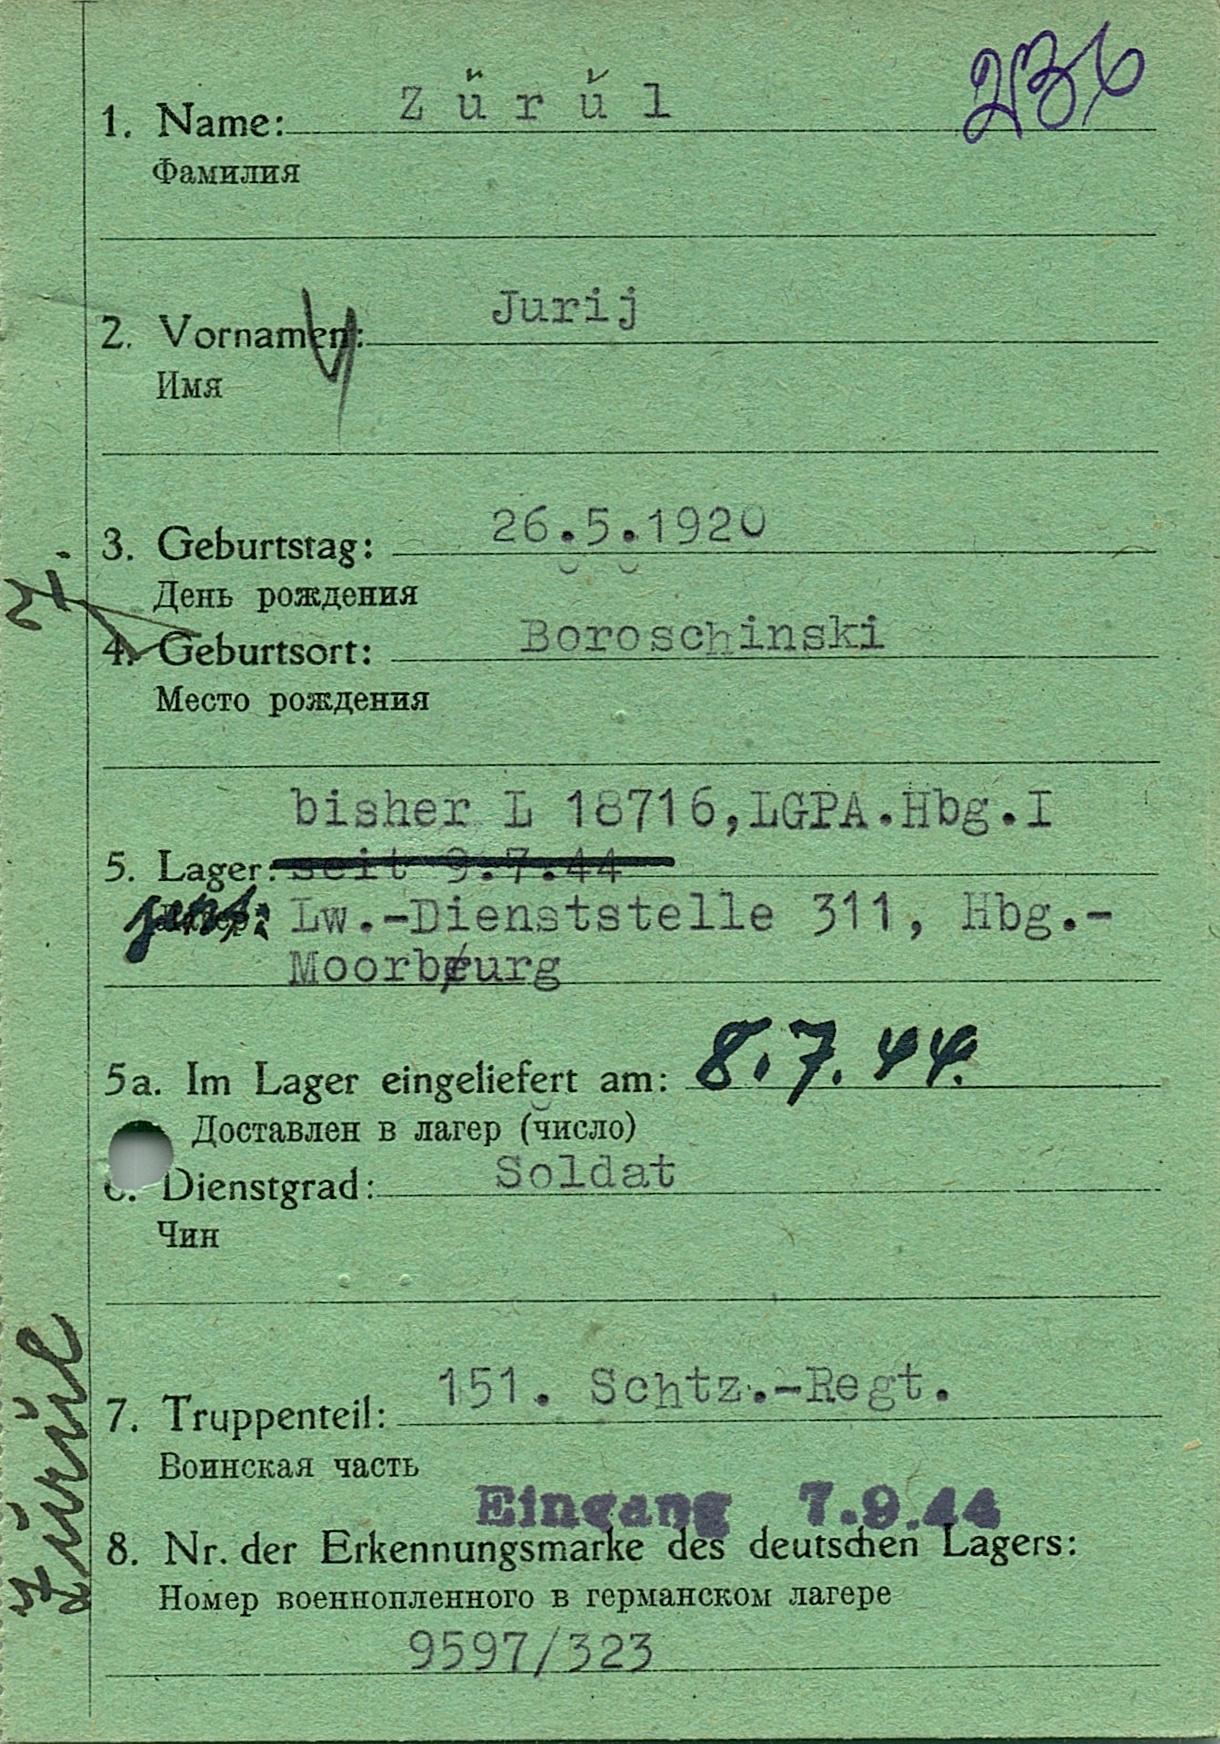 236
1. Name: Zürŭl
Фамилия
2. Vornamen: Jurij
Имя
3. Geburtstag: 26.5.1920
День рождения
4. Geburtsort: Boroschinski
Место рождения
bisher L 18716, LGPA.Hbg.I
5. Lager: seit 9.7.44
jetzt: Lw.-Dienststelle 311, Hbg.-
Moorburg
5a. Im Lager eingeliefert am: 8.7.44.
Доставлен в лагер (число)
6. Dienstgrad: Soldat
Чин
7. Truppenteil: 151. Schtz.-Regt.
Воинская часть
Eingang 7.9.44
8. Nr. der Erkennungsmarke des deutschen Lagers:
Номер военнопленного в германском лагере
9597/323
Zürŭl
J.